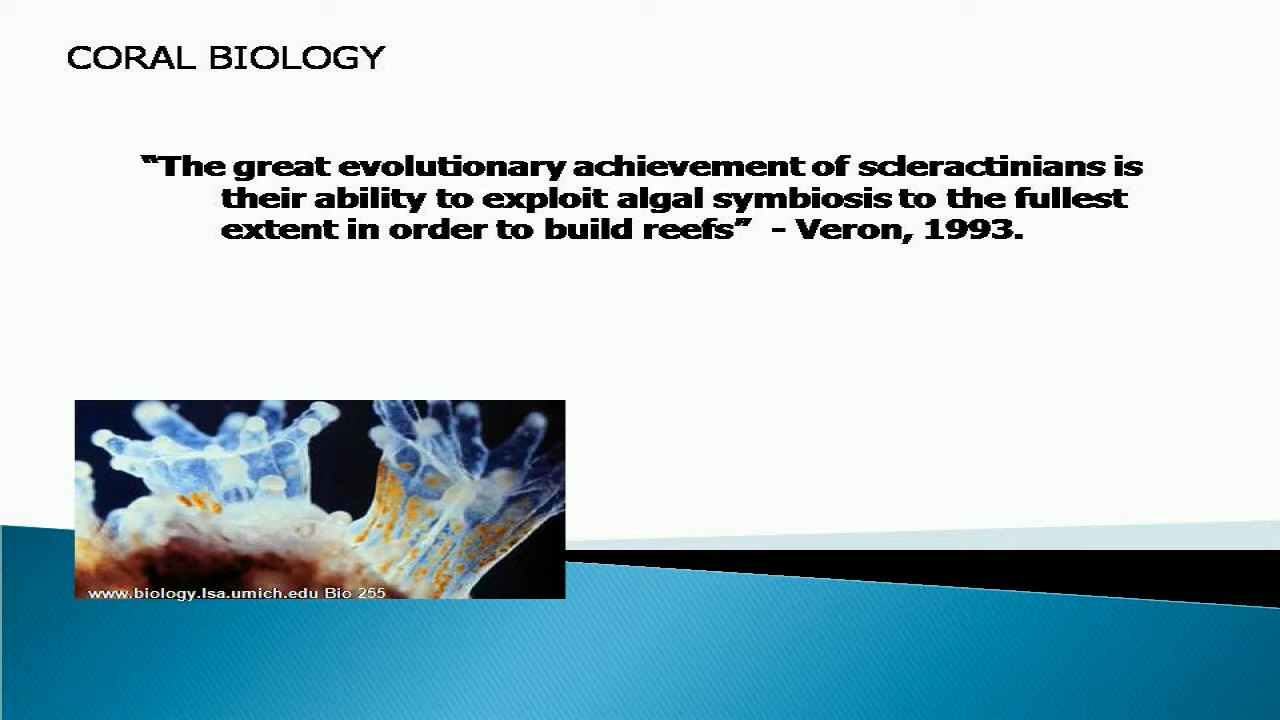 CORAL BIOLOGY
“The great evolutionary achievement of scleractinians is
their ability to exploit algal symbiosis to the fullest
extent in order to build reefs” - Veron, 1993.
www.biology.lsa.umich.edu Bio 255